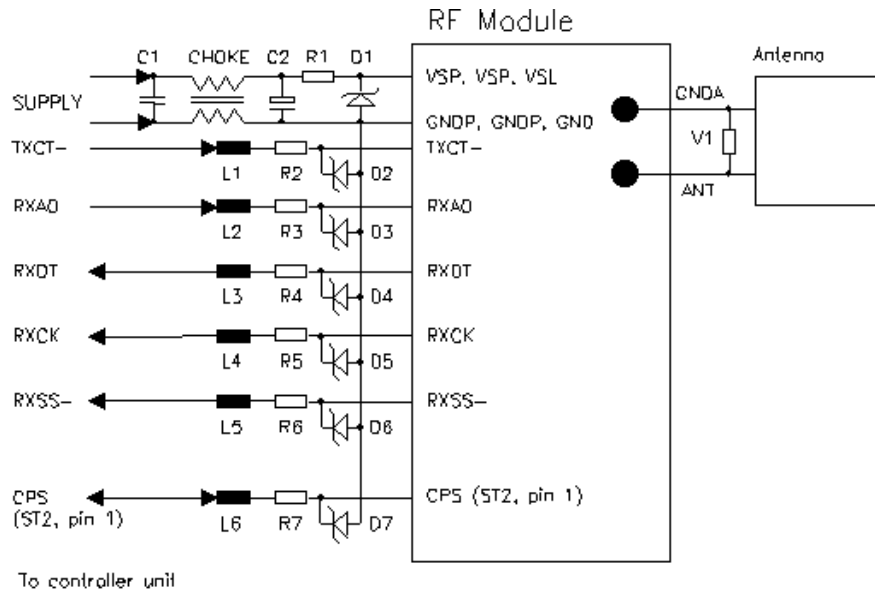 RF Module
C1 CHOKE C2 R1 D1
Antenna
VSP, VSP, VSL
SUPPLY
GNDA
GNDP, GNDP, GND
V1
TXCT-
TXCT-
L1 R2 D2
ANT
RXAO
RXAO
L2 R3 D3
RXDT
RXDT
L3 R4 D4
RXCK
RXCK
L4 R5 D5
RXSS-
RXSS-
L5 R6 D6
CPS
(ST2, pin 1)
CPS (ST2, pin 1)
L6 R7 D7
To controller unit